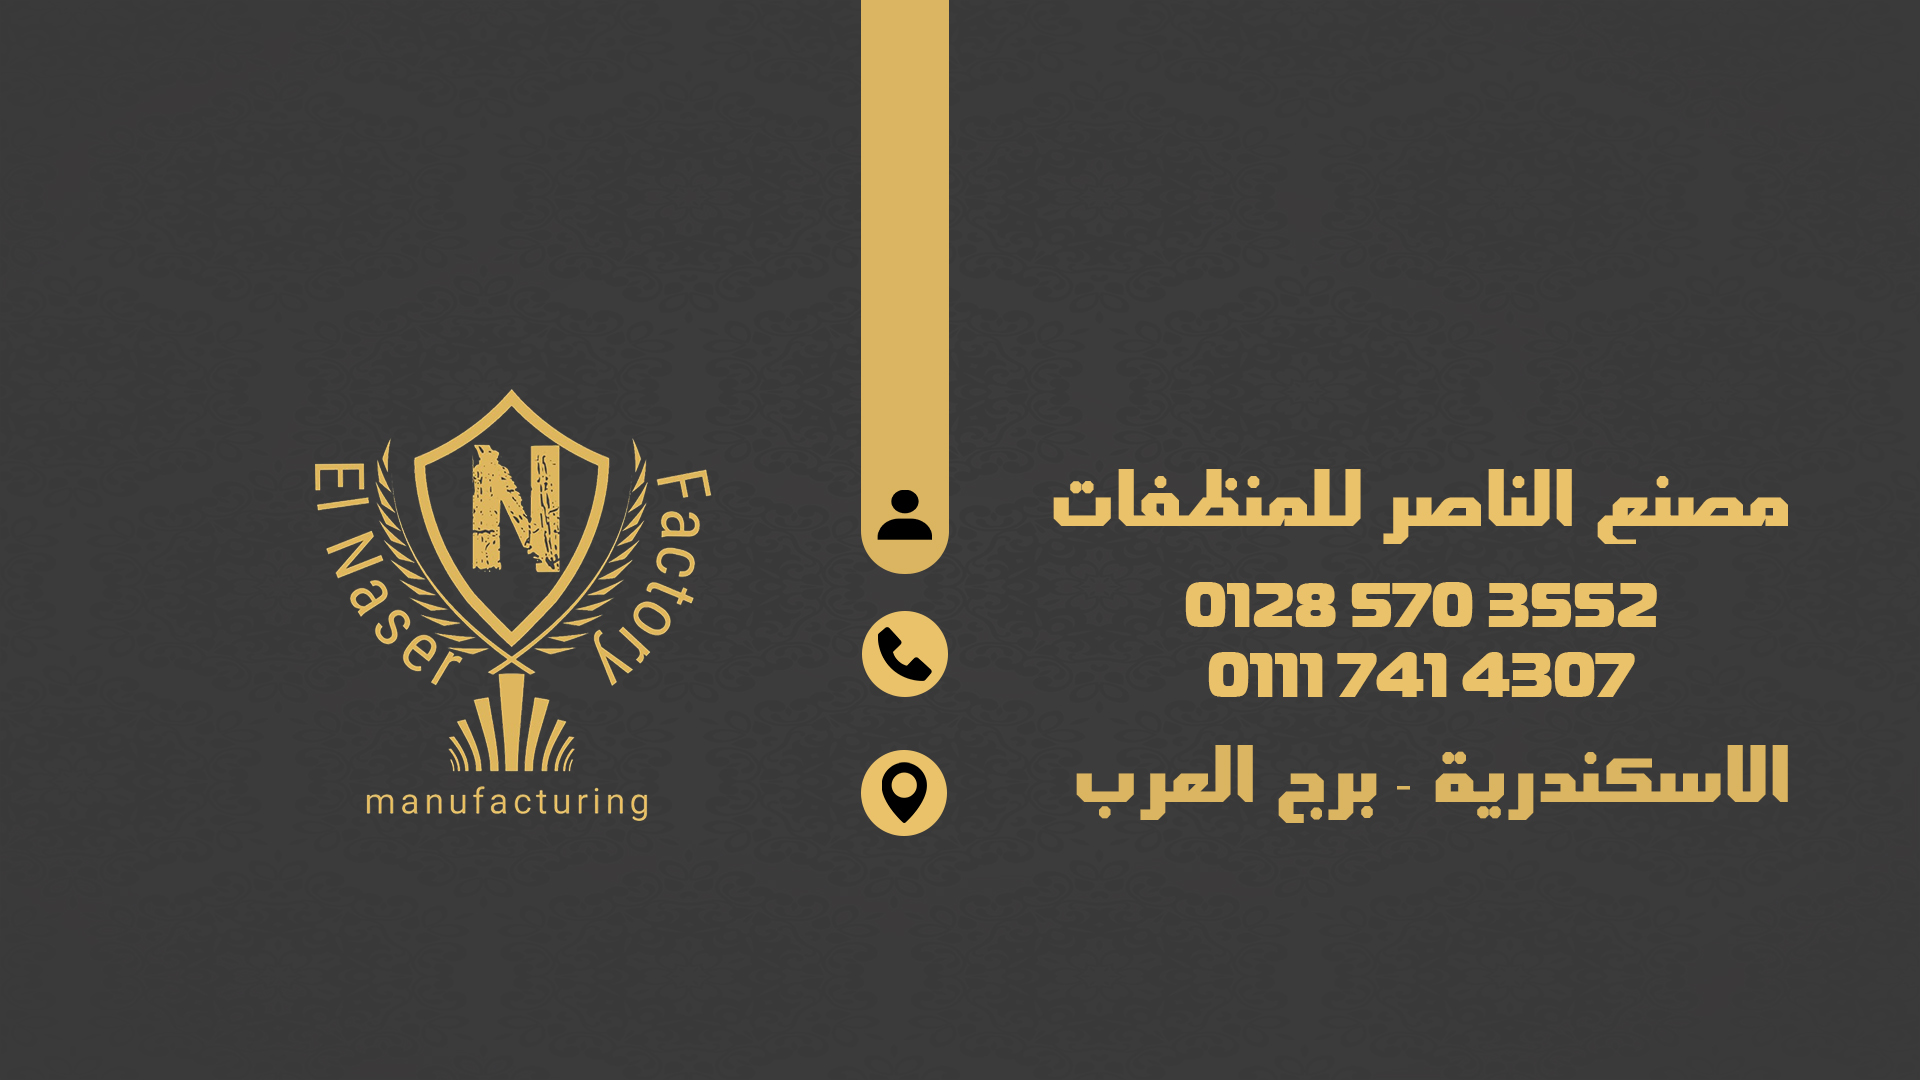 N
El Naser Factory
manufacturing
مصنع الناصر للمنظفات
0128 570 3552
0111 741 4307
الاسكندرية - برج العرب